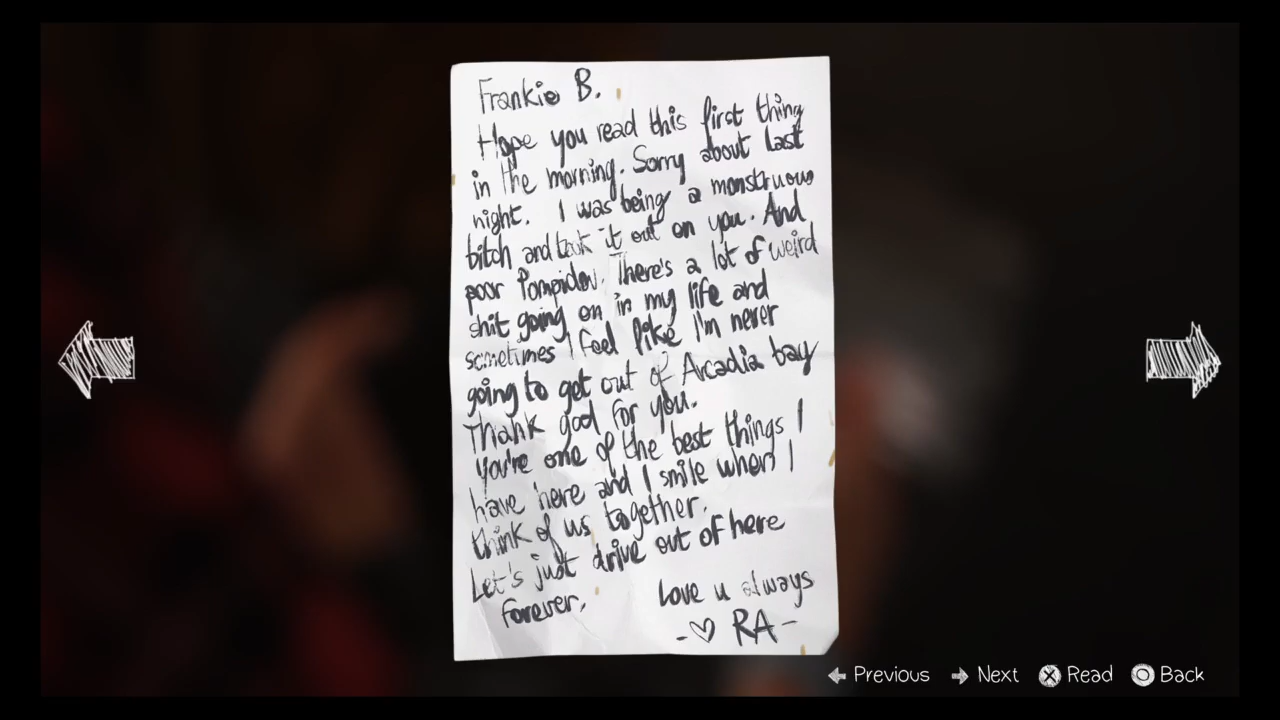 Frankie B.
Hope you read this first thing
in the morning. Sorry about last
night. I was being a monstruous
bitch and took it out on you. And
poor Pompidou. There's a lot of weird
shit going on in my life and
sometimes I feel like I'm never
going to get out of Arcadia bay
Thank god for you.
You're one of the best things I
have here and I smile when I
think of us together.
Let's just drive out of here
forever.
Love u always
-♡ RA-
Previous
Next
Read
Back